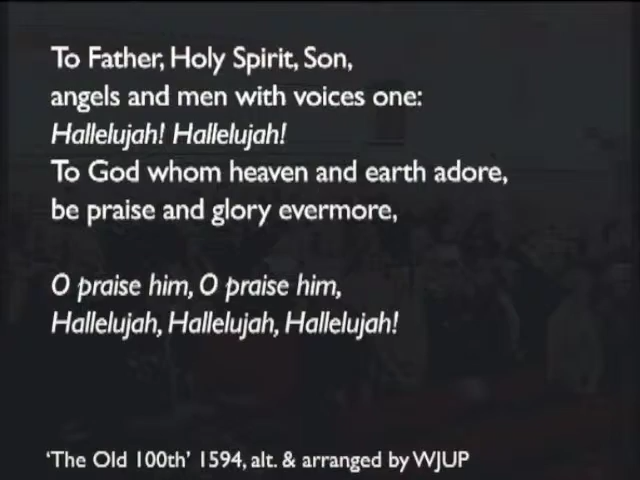 To Father, Holy Spirit, Son,
angels and men with voices one:
Hallelujah! Hallelujah!
To God whom heaven and earth adore,
be praise and glory evermore,
O praise him, O praise him,
Hallelujah, Hallelujah, Hallelujah!
‘The Old 100th’ 1594, alt. & arranged by WJUP